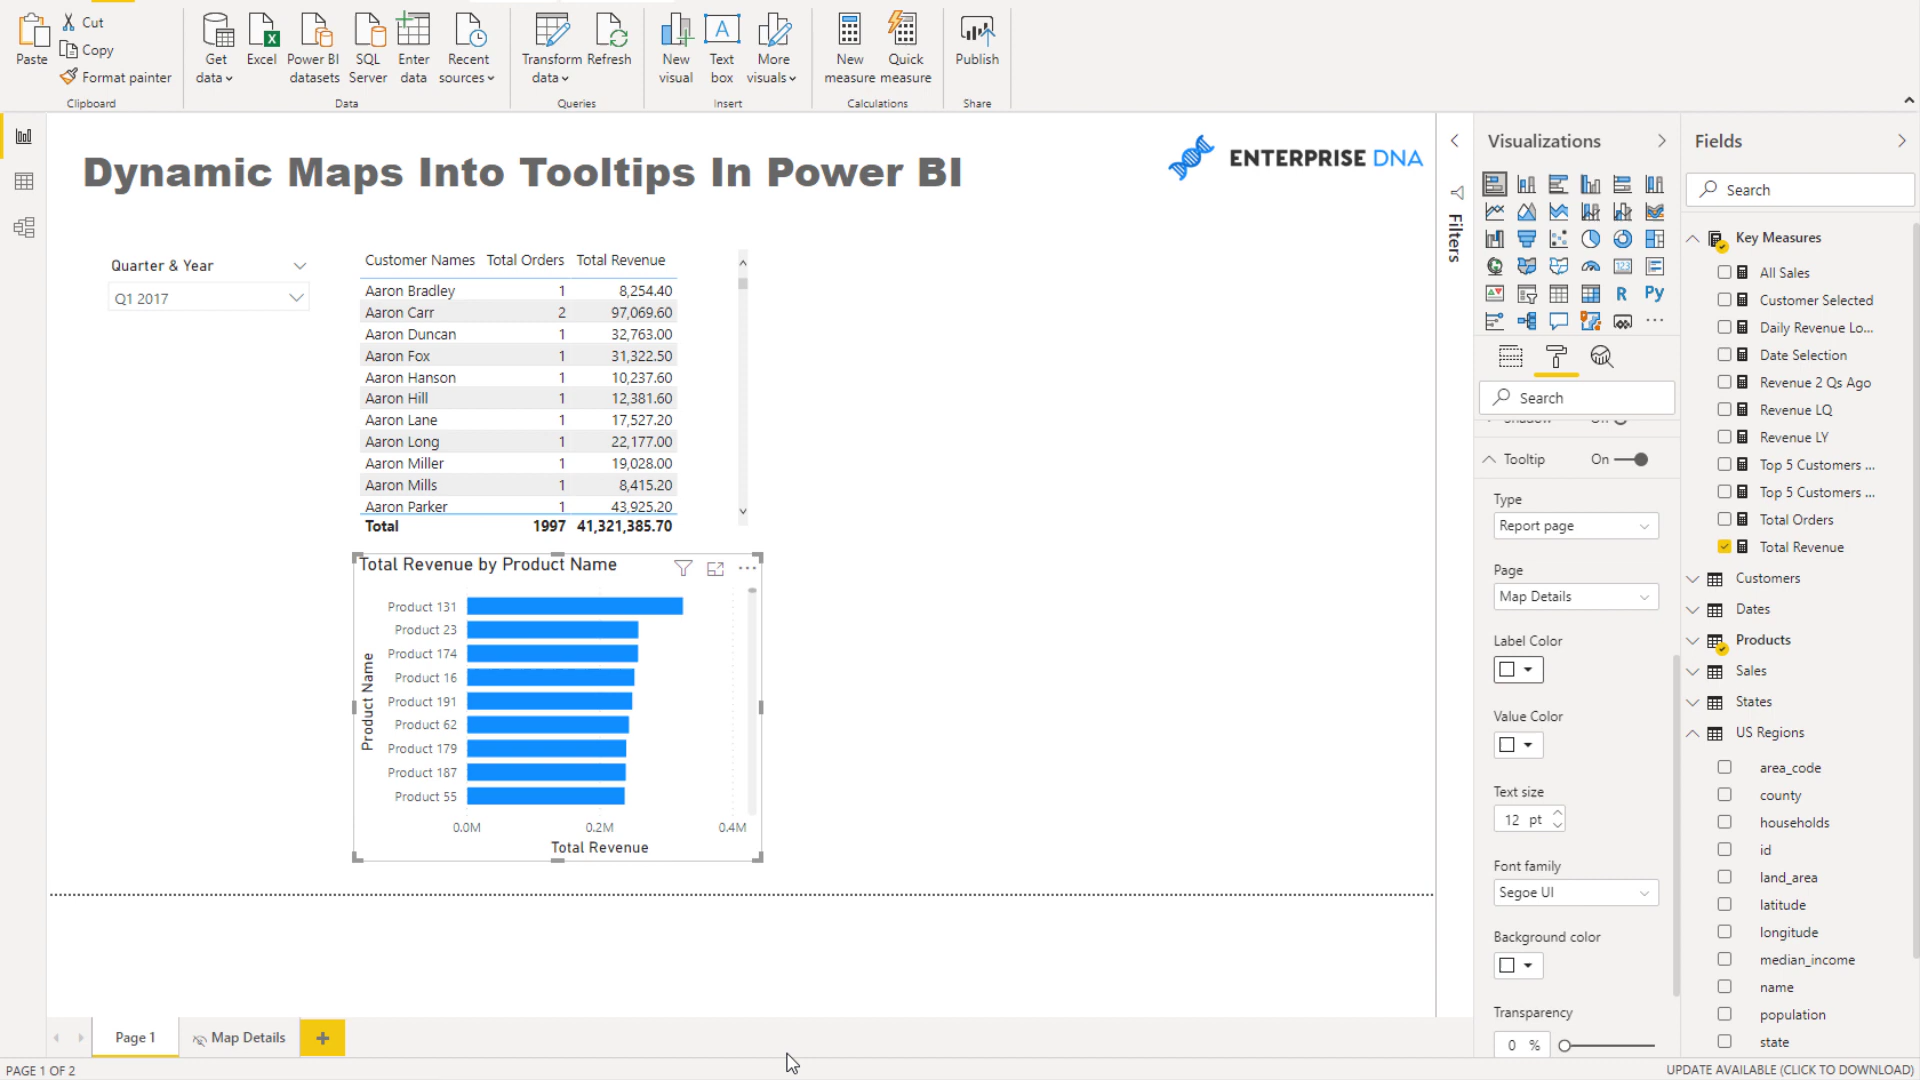 Cut
Copy
Format painter
Paste
Clipboard
Get data
Excel
Power BI datasets
SQL Server
Enter data
Recent sources
Data
Transform data
Refresh
Queries
New visual
Text box
More visuals
Insert
New measure
Quick measure
Calculations
Publish
Share
Dynamic Maps Into Tooltips In Power BI
ENTERPRISE DNA
Quarter & Year
Q1 2017
Customer Names Total Orders Total Revenue
Aaron Bradley 1 8,254.40
Aaron Carr 2 97,069.60
Aaron Duncan 1 32,763.00
Aaron Fox 1 31,322.50
Aaron Hanson 1 10,237.60
Aaron Hill 1 12,381.60
Aaron Lane 1 17,527.20
Aaron Long 1 22,177.00
Aaron Miller 1 19,028.00
Aaron Mills 1 8,415.20
Aaron Parker 1 43,925.20
Total 1997 41,321,385.70
Total Revenue by Product Name
Product Name
Product 131
Product 23
Product 174
Product 16
Product 191
Product 62
Product 179
Product 187
Product 55
0.0M 0.2M 0.4M
Total Revenue
Page 1
Map Details
PAGE 1 OF 2
Filters
Visualizations
R
Py
123
Search
Tooltip On
Type
Report page
Page
Map Details
Label Color
Value Color
Text size
12 pt
Font family
Segoe UI
Background color
Transparency
0 %
Fields
Search
Key Measures
All Sales
Customer Selected
Daily Revenue Lo...
Date Selection
Revenue 2 Qs Ago
Revenue LQ
Revenue LY
Top 5 Customers ...
Top 5 Customers ...
Total Orders
Total Revenue
Customers
Dates
Products
Sales
States
US Regions
area_code
county
households
id
land_area
latitude
longitude
median_income
name
population
state
UPDATE AVAILABLE (CLICK TO DOWNLOAD)